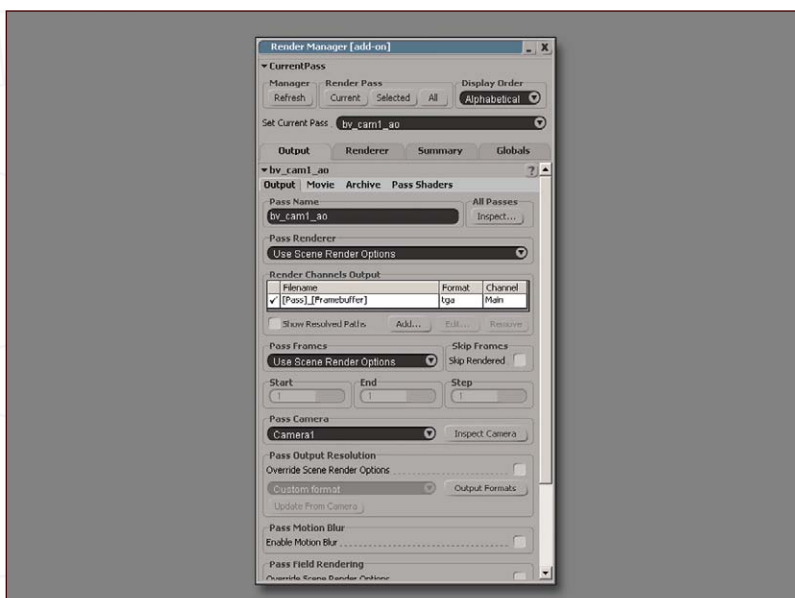 Render Manager [add-on]
CurrentPass
Manager Render Pass Display Order
Refresh Current Selected All Alphabetical
Set Current Pass bv_cam1_ao
Output Renderer Summary Globals
bv_cam1_ao ?
Output Movie Archive Pass Shaders
Pass Name All Passes
bv_cam1_ao Inspect...
Pass Renderer
Use Scene Render Options
Render Channels Output
Filename Format Channel
[Pass]_[Framebuffer] tga Main
Show Resolved Paths Add... Edit... Remove
Pass Frames Skip Frames
Use Scene Render Options Skip Rendered
Start End Step
1 1 1
Pass Camera
Camera1 Inspect Camera
Pass Output Resolution
Override Scene Render Options
Custom format Output Formats
Update From Camera
Pass Motion Blur
Enable Motion Blur
Pass Field Rendering
Override Scene Render Options